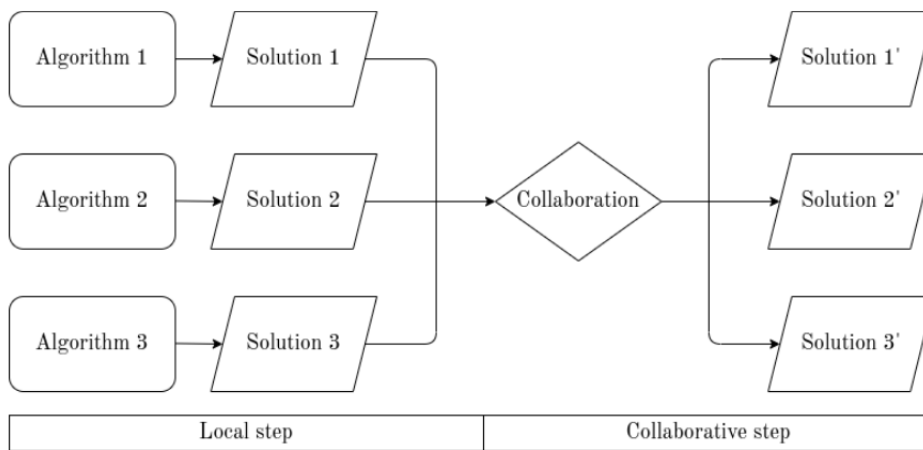 Algorithm 1
Solution 1
Solution 1'
Algorithm 2
Solution 2
Collaboration
Solution 2'
Algorithm 3
Solution 3
Solution 3'
Local step
Collaborative step